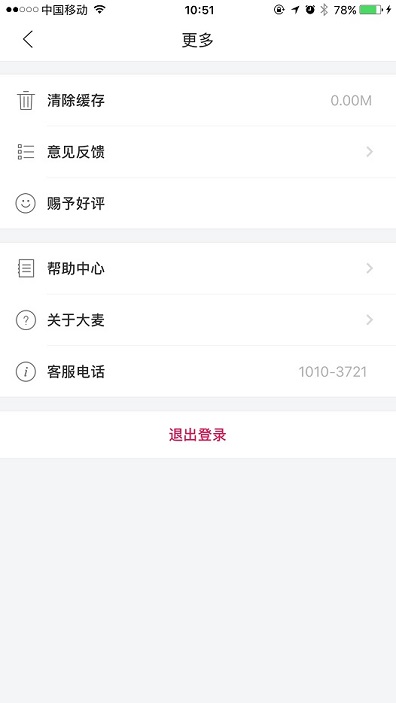 中国移动 10:51 78%
更多
清除缓存 0.00M
意见反馈
赐予好评
帮助中心
关于大麦
客服电话 1010-3721
退出登录